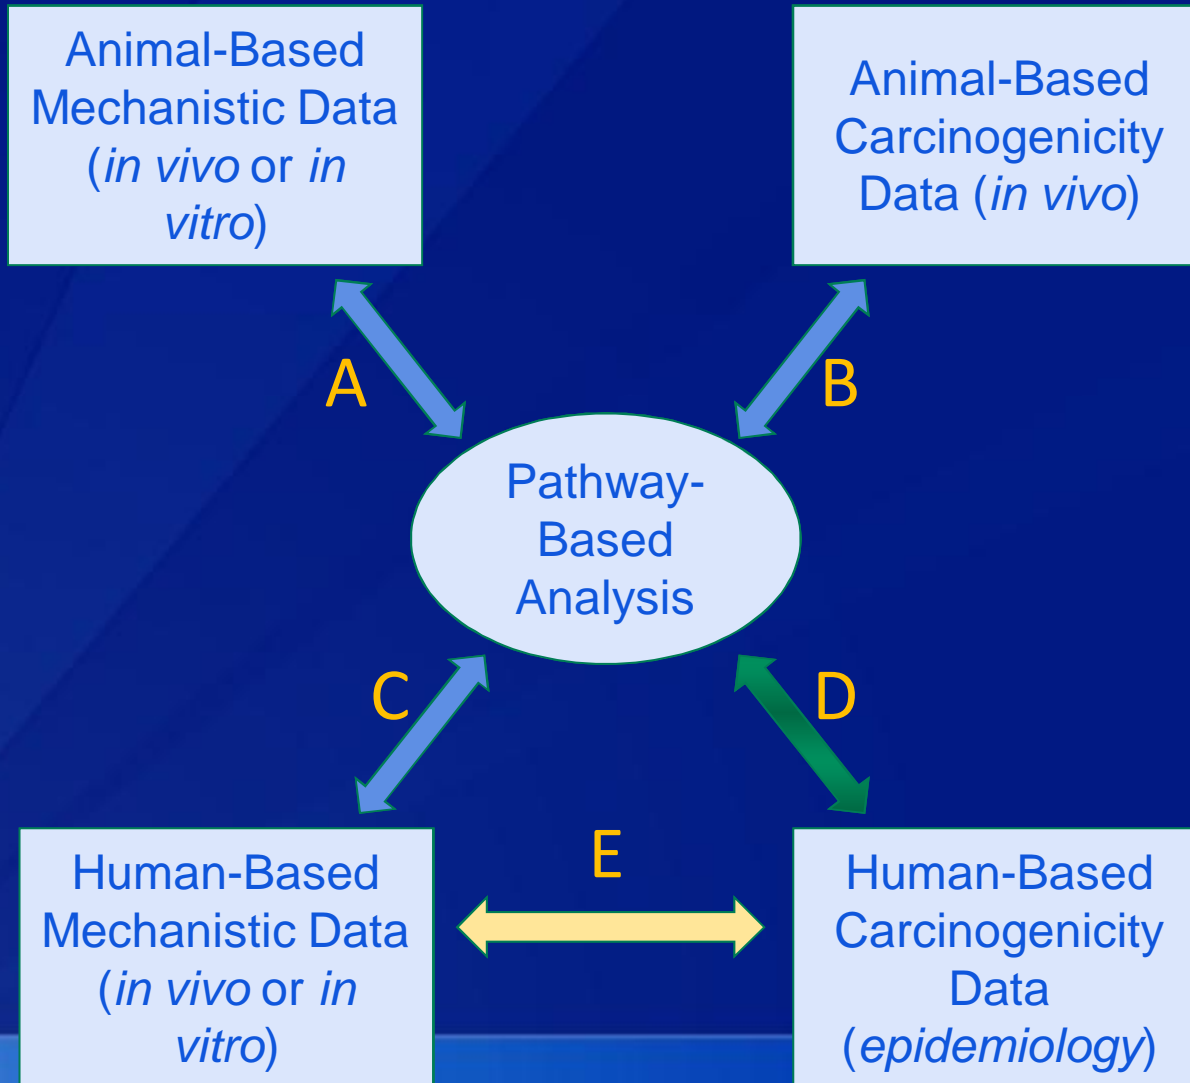 Animal-Based
Mechanistic Data
(in vivo or in
vitro)
Animal-Based
Carcinogenicity
Data (in vivo)
A
B
Pathway-
Based
Analysis
C
D
E
Human-Based
Mechanistic Data
(in vivo or in
vitro)
Human-Based
Carcinogenicity
Data
(epidemiology)